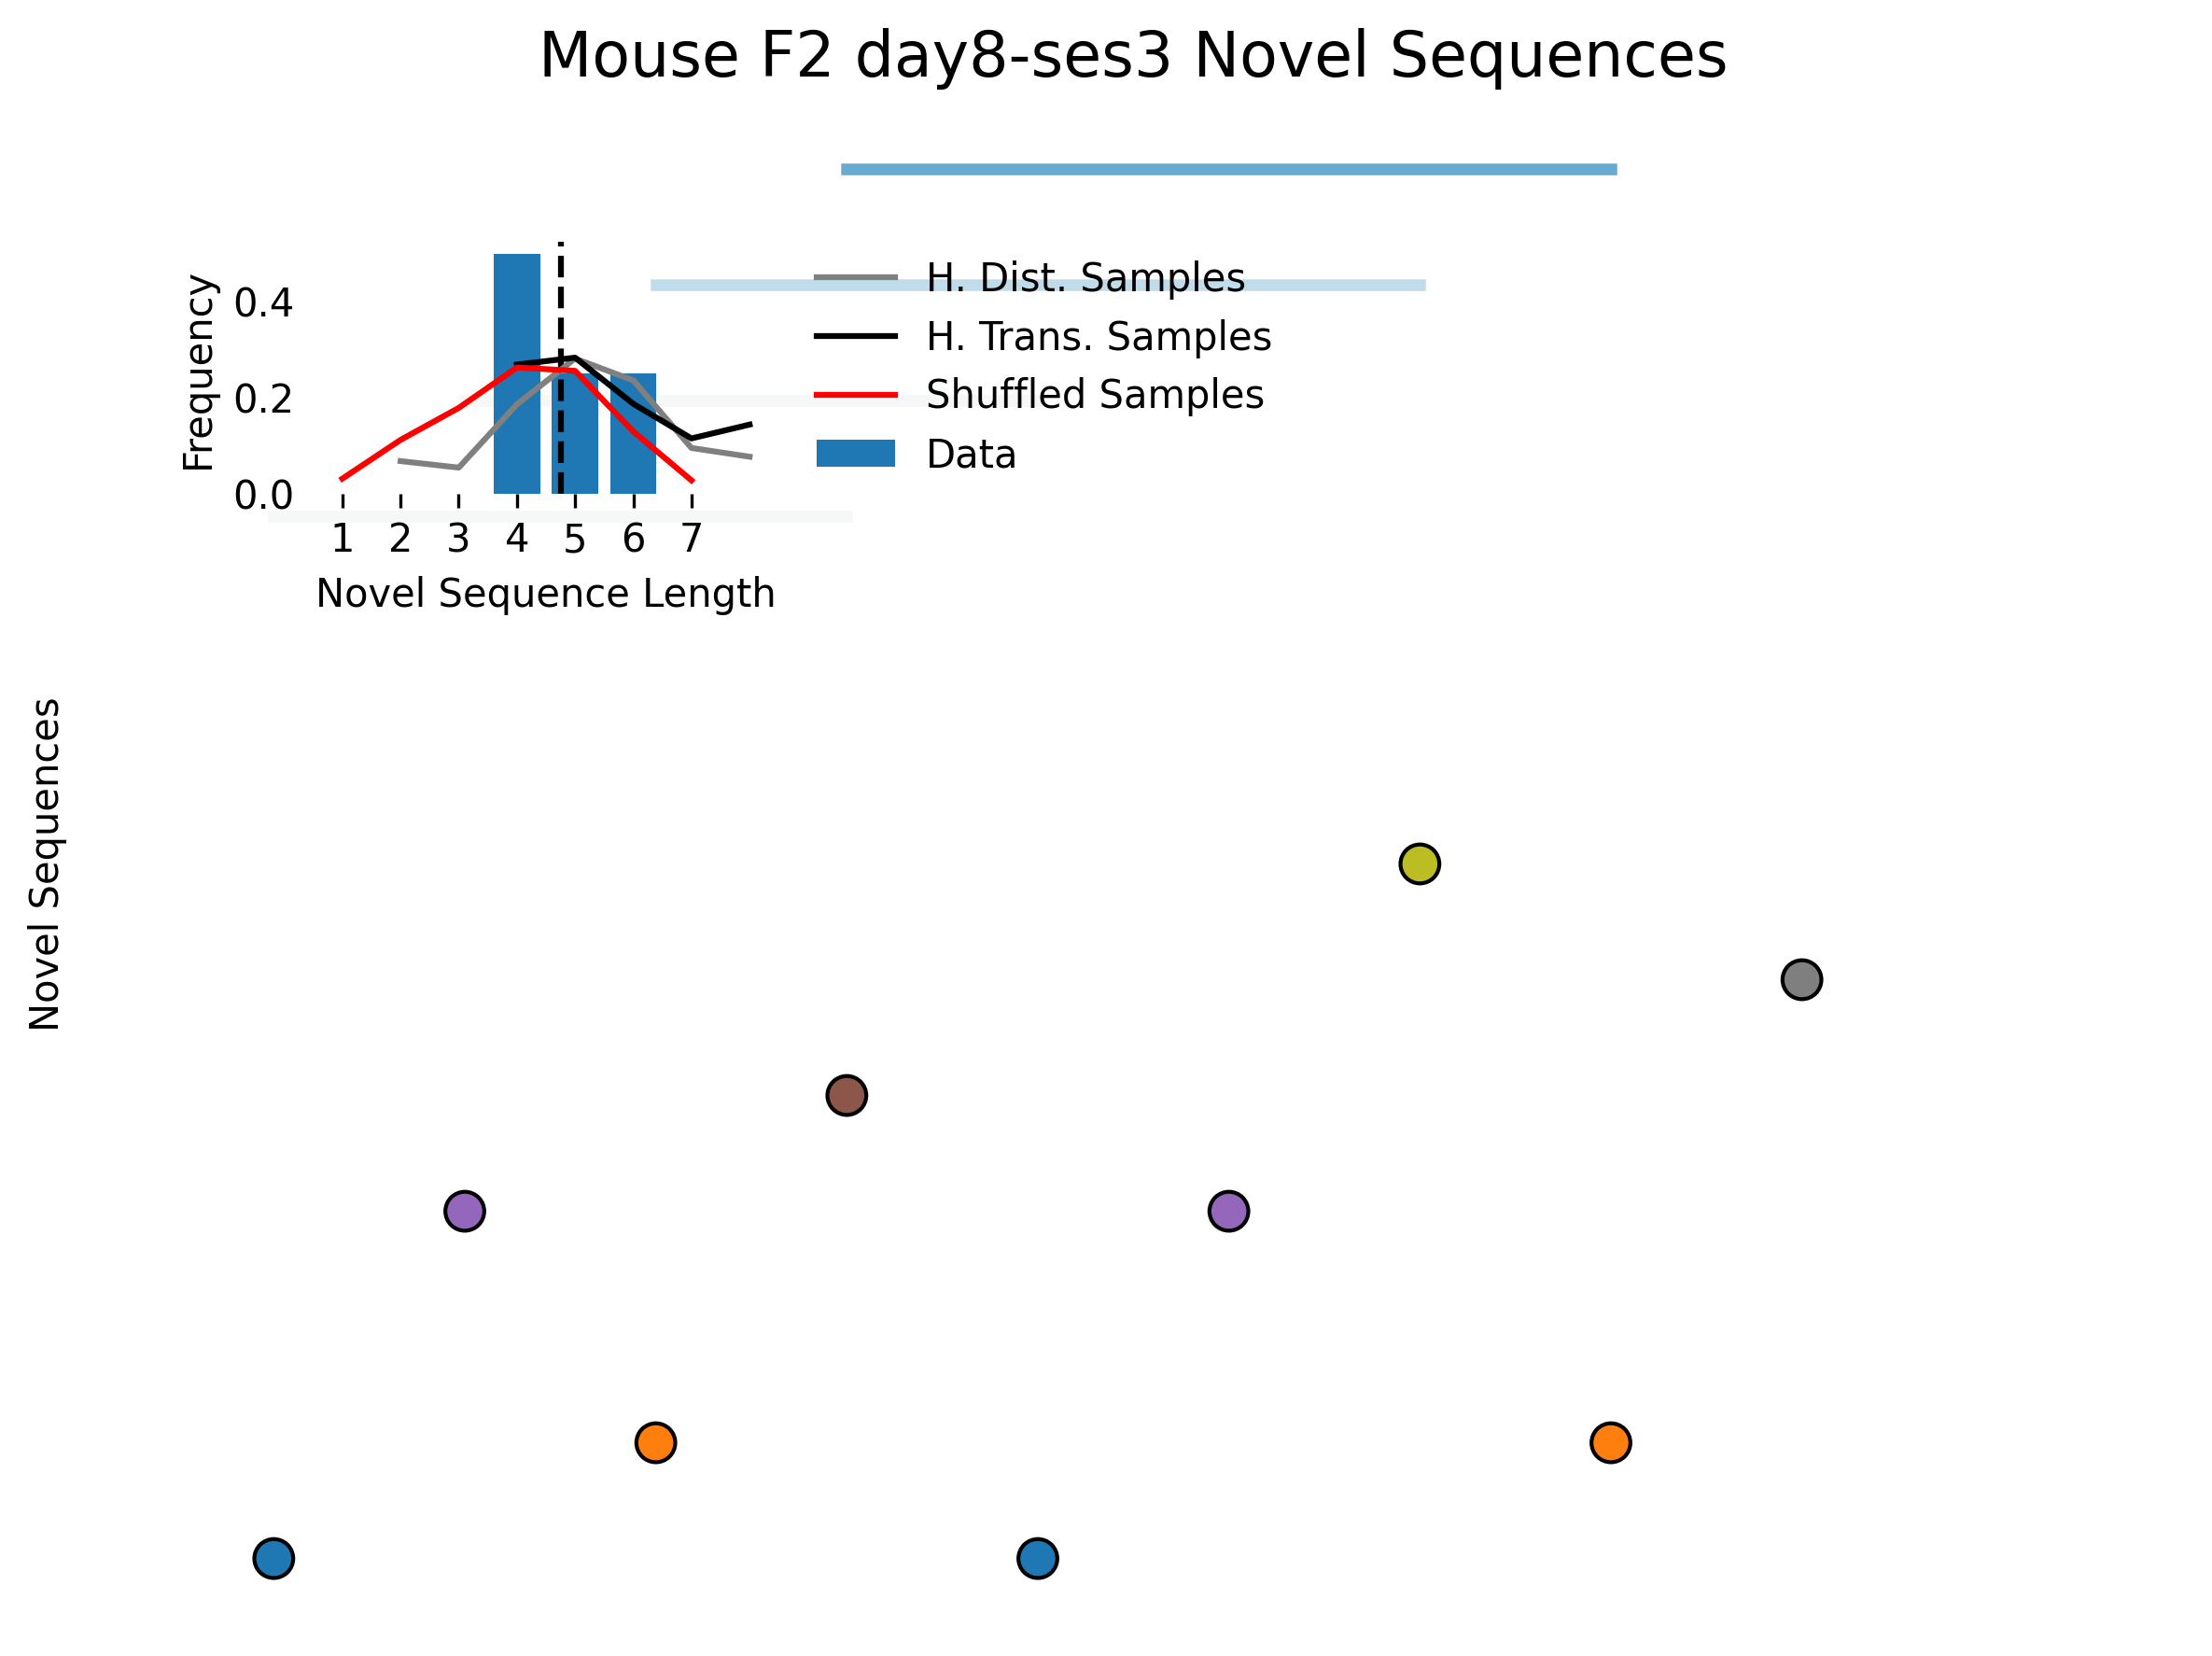 Mouse F2 day8-ses3 Novel Sequences
Frequency
0.4
0.2
0.0
1 2 3 4 5 6 7
Novel Sequence Length
H. Dist. Samples
H. Trans. Samples
Shuffled Samples
Data
Novel Sequences